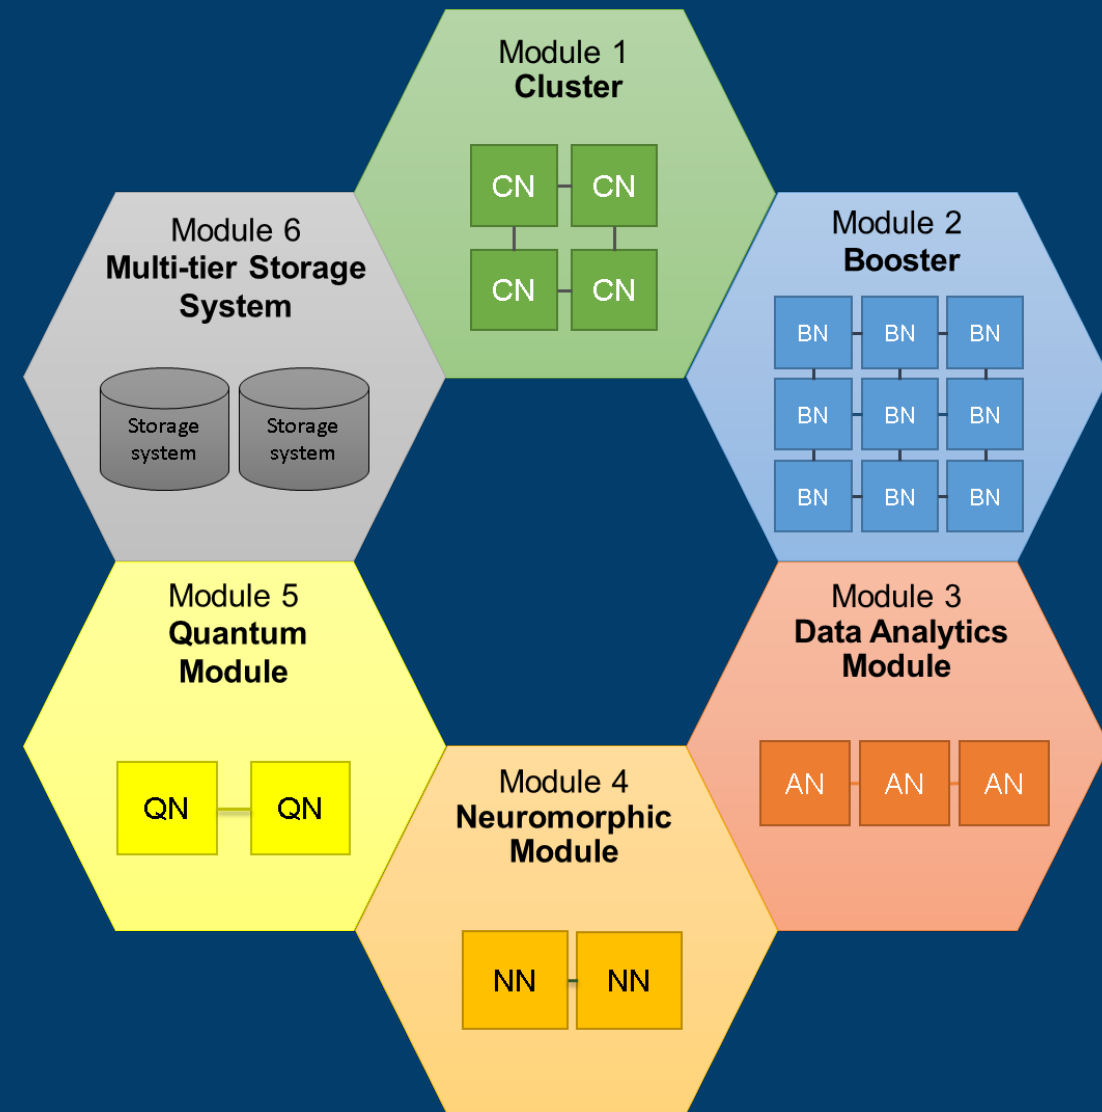 Module 1
Cluster
CN CN
CN CN
Module 2
Booster
BN BN BN
BN BN BN
BN BN BN
Module 3
Data Analytics
Module
AN AN AN
Module 4
Neuromorphic
Module
NN NN
Module 5
Quantum
Module
QN QN
Module 6
Multi-tier Storage
System
Storage
system
Storage
system